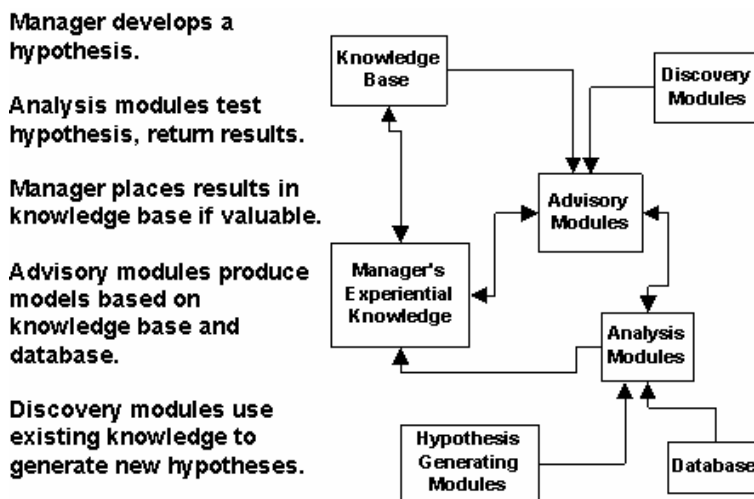 Manager develops a
hypothesis.
Analysis modules test
hypothesis, return results.
Manager places results in
knowledge base if valuable.
Advisory modules produce
models based on
knowledge base and
database.
Discovery modules use
existing knowledge to
generate new hypotheses.
Knowledge
Base
Discovery
Modules
Advisory
Modules
Manager's
Experiential
Knowledge
Analysis
Modules
Hypothesis
Generating
Modules
Database